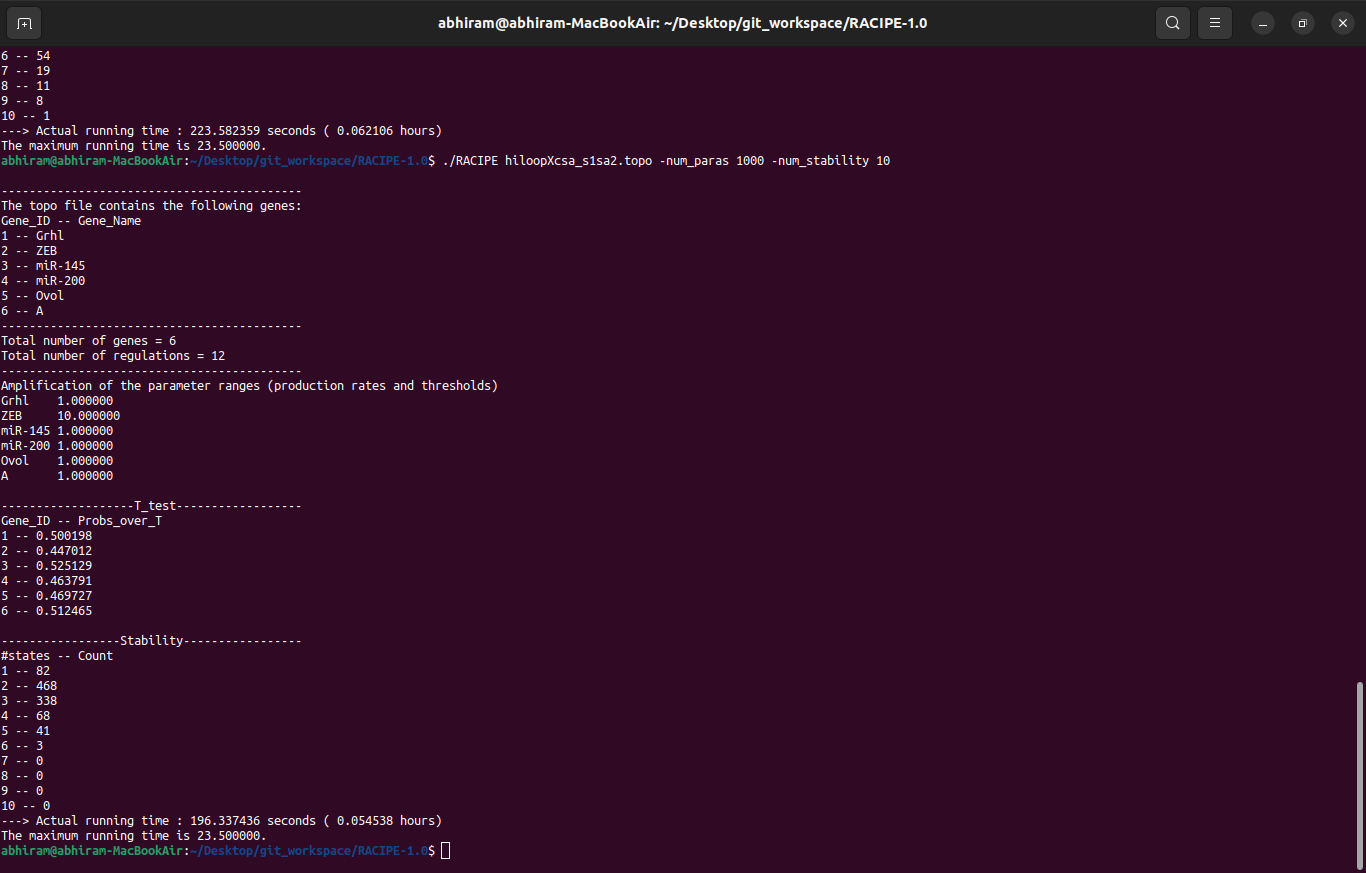 abhiram@abhiram-MacBookAir: ~/Desktop/git_workspace/RACIPE-1.0
6 -- 54
7 -- 19
8 -- 11
9 -- 8
10 -- 1
---> Actual running time : 223.582359 seconds ( 0.062106 hours)
The maximum running time is 23.500000.
abhiram@abhiram-MacBookAir:~/Desktop/git_workspace/RACIPE-1.0$ ./RACIPE hiloopXcsa_s1sa2.topo -num_paras 1000 -num_stability 10
-------------------------------------------
The topo file contains the following genes:
Gene_ID -- Gene_Name
1 -- Grhl
2 -- ZEB
3 -- miR-145
4 -- miR-200
5 -- Ovol
6 -- A
-------------------------------------------
Total number of genes = 6
Total number of regulations = 12
-------------------------------------------
Amplification of the parameter ranges (production rates and thresholds)
Grhl    1.000000
ZEB     10.000000
miR-145 1.000000
miR-200 1.000000
Ovol    1.000000
A       1.000000
-------------------T_test------------------
Gene_ID -- Probs_over_T
1 -- 0.500198
2 -- 0.447012
3 -- 0.525129
4 -- 0.463791
5 -- 0.469727
6 -- 0.512465
-----------------Stability-----------------
#states -- Count
1 -- 82
2 -- 468
3 -- 338
4 -- 68
5 -- 41
6 -- 3
7 -- 0
8 -- 0
9 -- 0
10 -- 0
---> Actual running time : 196.337436 seconds ( 0.054538 hours)
The maximum running time is 23.500000.
abhiram@abhiram-MacBookAir:~/Desktop/git_workspace/RACIPE-1.0$